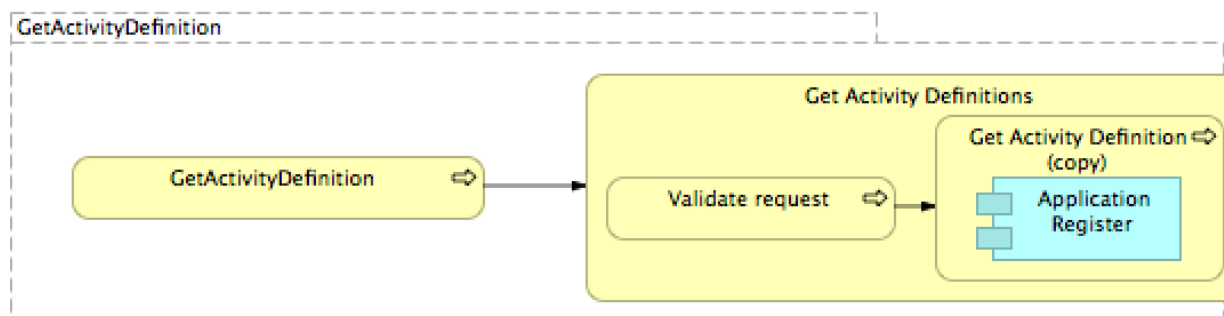 GetActivityDefinition
Get Activity Definitions
GetActivityDefinition
Validate request
Get Activity Definition
(copy)
Application
Register